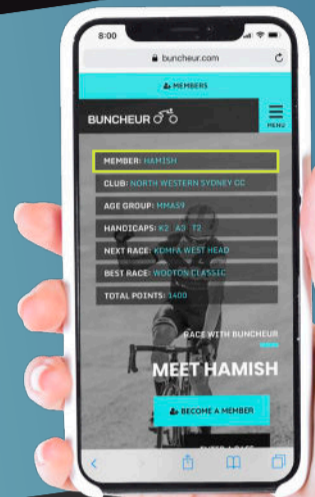 8:00
buncheur.com
MEMBERS
BUNCHEUR
MENU
MEMBER: HAMISH
CLUB: NORTH WESTERN SYDNEY CC
AGE GROUP: MMAS9
HANDICAPS: K2 A3 T2
NEXT RACE: KOMPA WEST HEAD
BEST RACE: WOOTON CLASSIC
TOTAL POINTS: 1400
RACE WITH BUNCHEUR
MEET HAMISH
BECOME A MEMBER